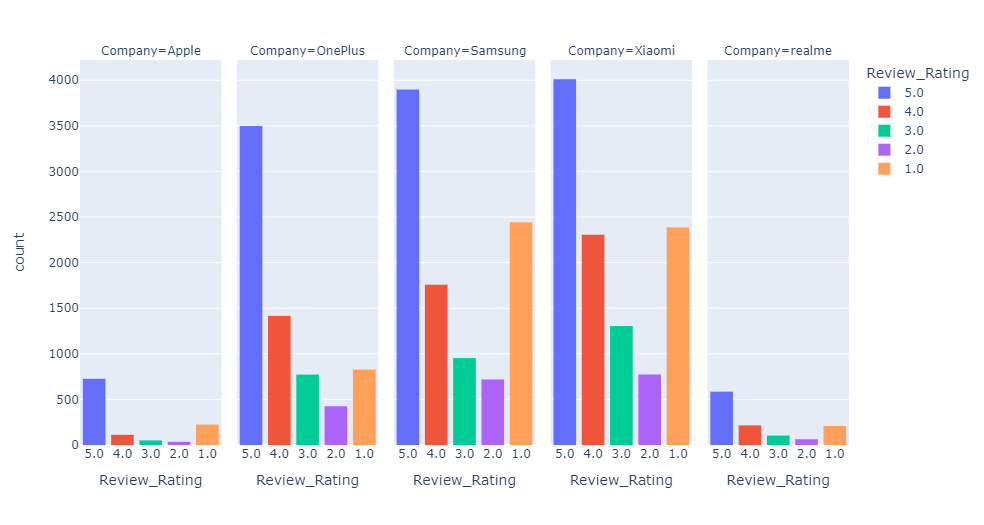 Company=Apple Company=OnePlus Company=Samsung Company=Xiaomi Company=realme
Review_Rating
5.0
4.0
3.0
2.0
1.0
4000
3500
3000
2500
2000
1500
1000
500
0
count
5.0 4.0 3.0 2.0 1.0 5.0 4.0 3.0 2.0 1.0 5.0 4.0 3.0 2.0 1.0 5.0 4.0 3.0 2.0 1.0 5.0 4.0 3.0 2.0 1.0
Review_Rating Review_Rating Review_Rating Review_Rating Review_Rating